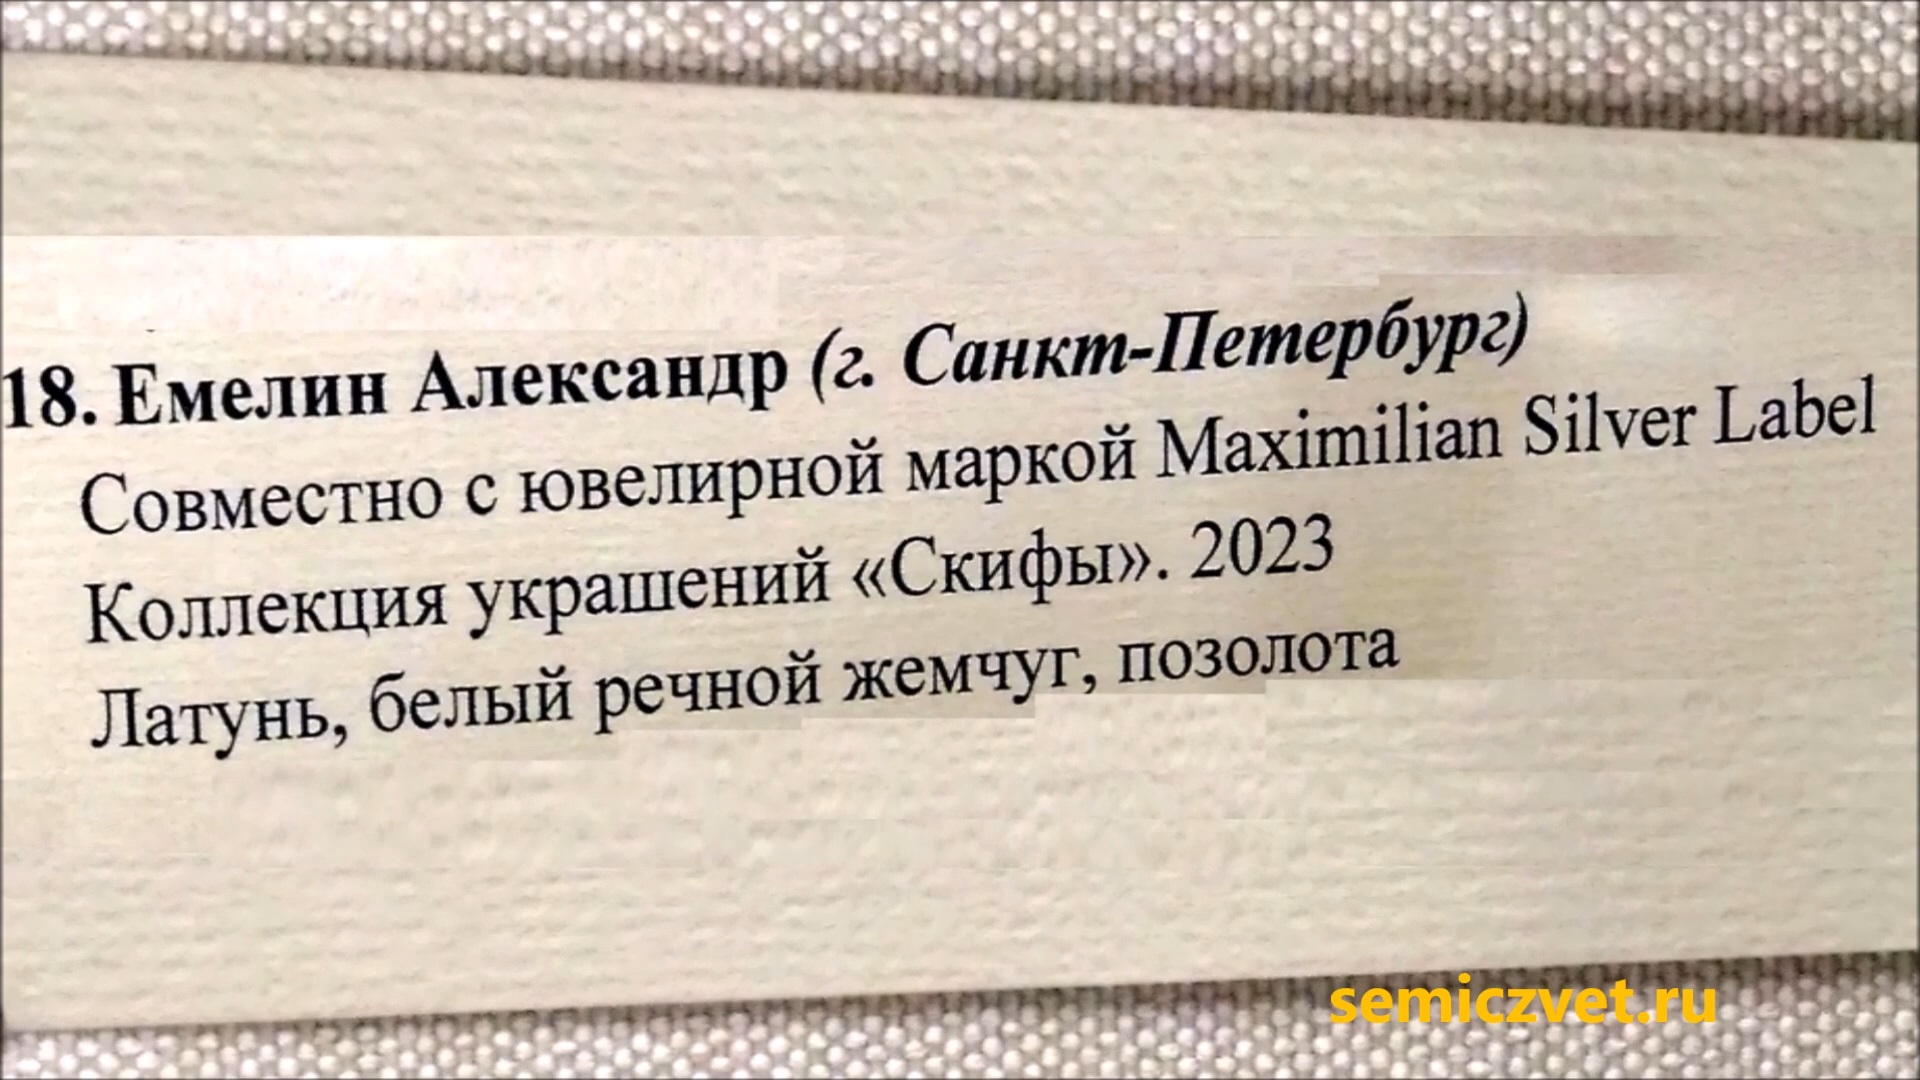 18. Емелин Александр (г. Санкт-Петербург)
Совместно с ювелирной маркой Maximilian Silver Label
Коллекция украшений «Скифы». 2023
Латунь, белый речной жемчуг, позолота
semiczvet.ru